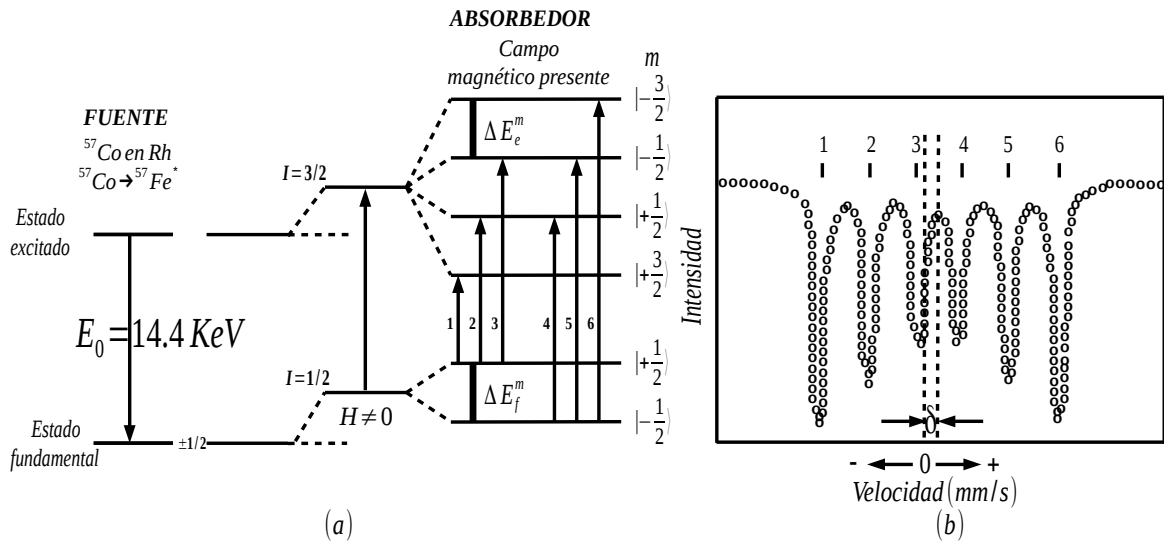 ABSORBEDOR
Campo
magnético presente
m
FUENTE
⁵⁷Co en Rh
⁵⁷Co→⁵⁷Fe*
Estado
excitado
E₀=14.4 KeV
Estado
fundamental
±1/2
I=3/2
I=1/2
H≠0
ΔEₑᵐ
ΔE_fᵐ
|−3/2⟩
|−1/2⟩
|+1/2⟩
|+3/2⟩
|+1/2⟩
|−1/2⟩
1 2 3 4 5 6
(a)
1 2 3 4 5 6
Intensidad
δ
- 0 +
Velocidad(mm/s)
(b)